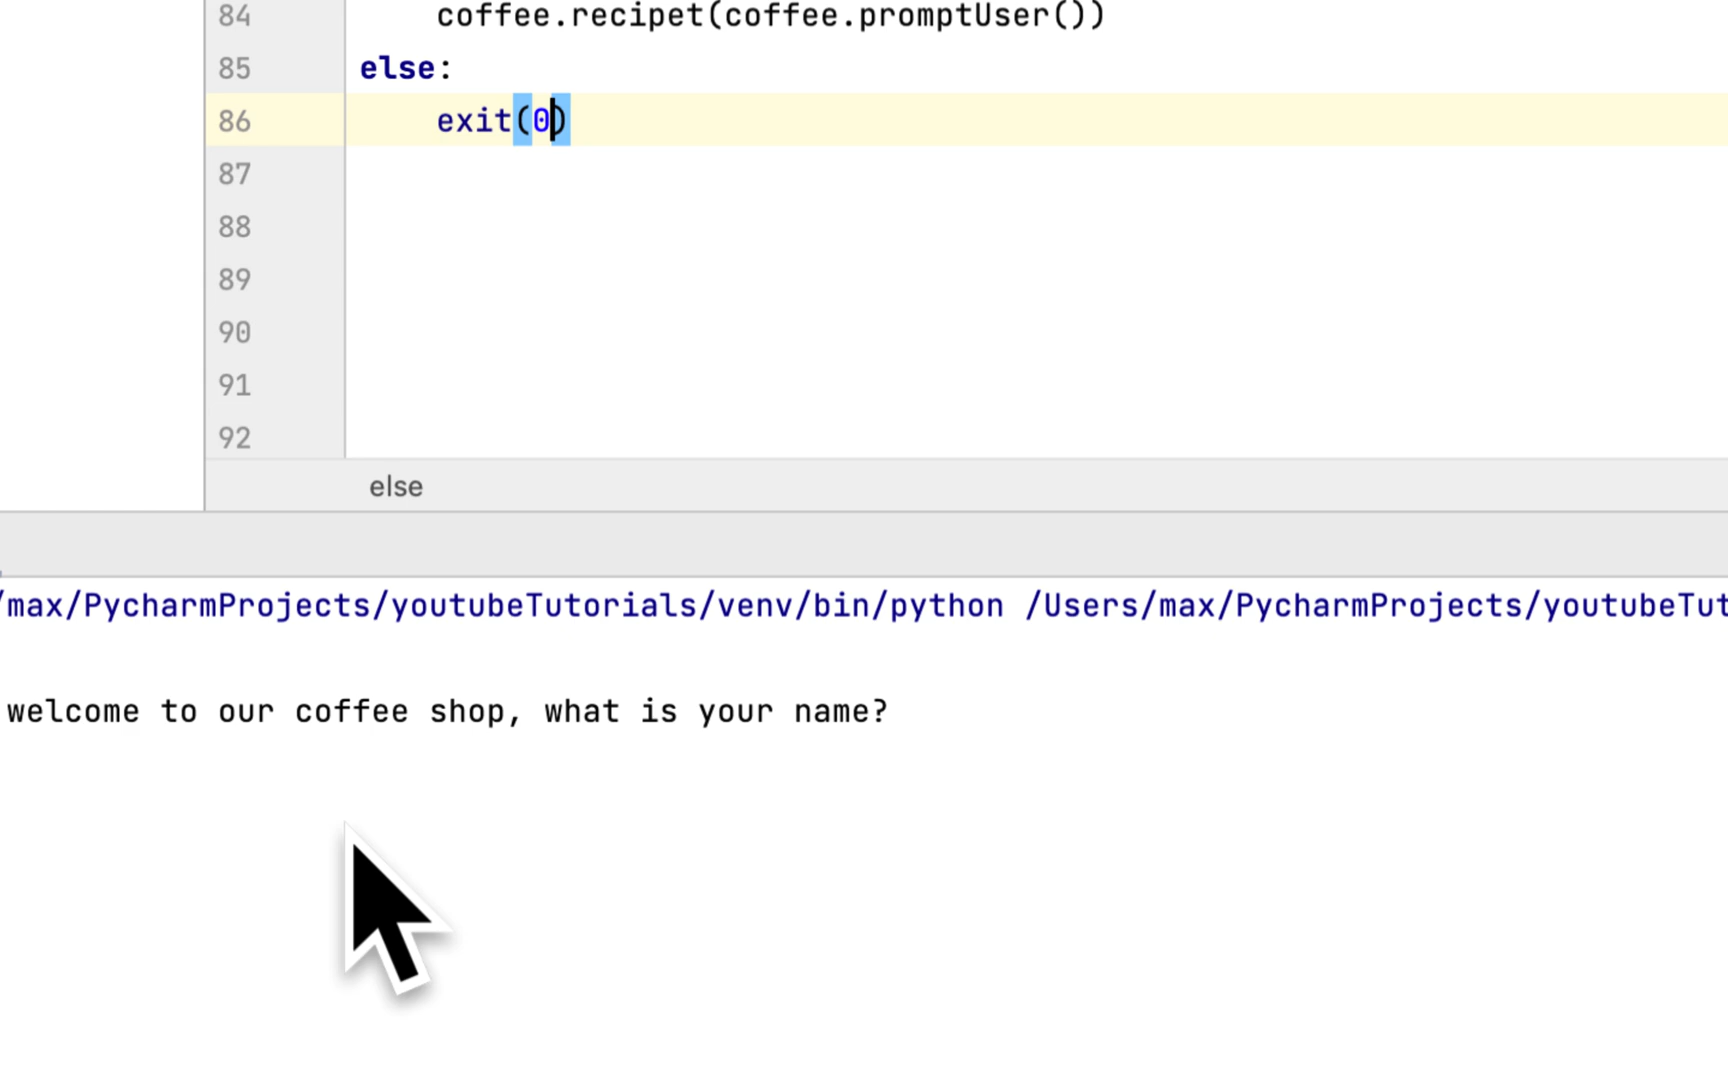 84 coffee.recipet(coffee.promptUser())
85 else:
86 exit(0)
87
88
89
90
91
92
else
/max/PycharmProjects/youtubeTutorials/venv/bin/python /Users/max/PycharmProjects/youtubeTut
welcome to our coffee shop, what is your name?